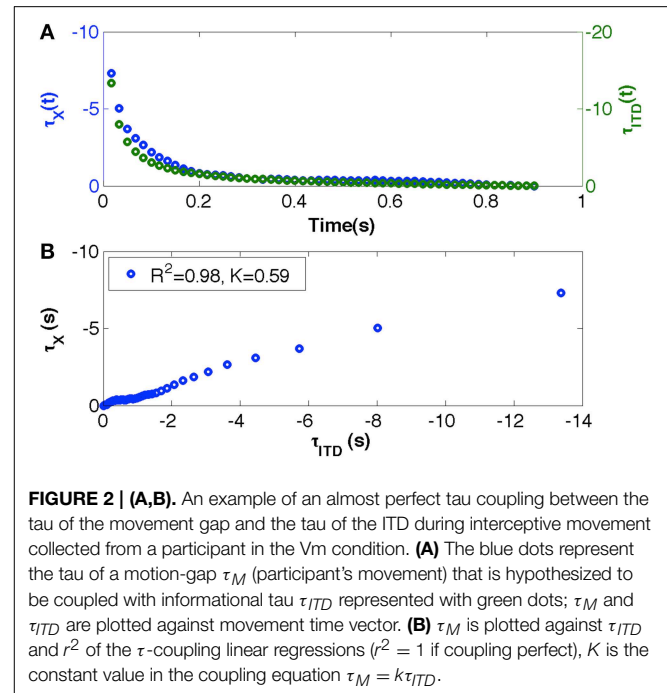 A
-10
-20
-5
-10
0
0
τX(t)
τITD(t)
0 0.2 0.4 0.6 0.8 1
Time(s)
B
-10
R²=0.98, K=0.59
-5
0
τX (s)
0 -2 -4 -6 -8 -10 -12 -14
τITD (s)
FIGURE 2 | (A,B). An example of an almost perfect tau coupling between the
tau of the movement gap and the tau of the ITD during interceptive movement
collected from a participant in the Vm condition. (A) The blue dots represent
the tau of a motion-gap τM (participant's movement) that is hypothesized to
be coupled with informational tau τITD represented with green dots; τM and
τITD are plotted against movement time vector. (B) τM is plotted against τITD
and r² of the τ-coupling linear regressions (r² = 1 if coupling perfect), K is the
constant value in the coupling equation τM = kτITD.